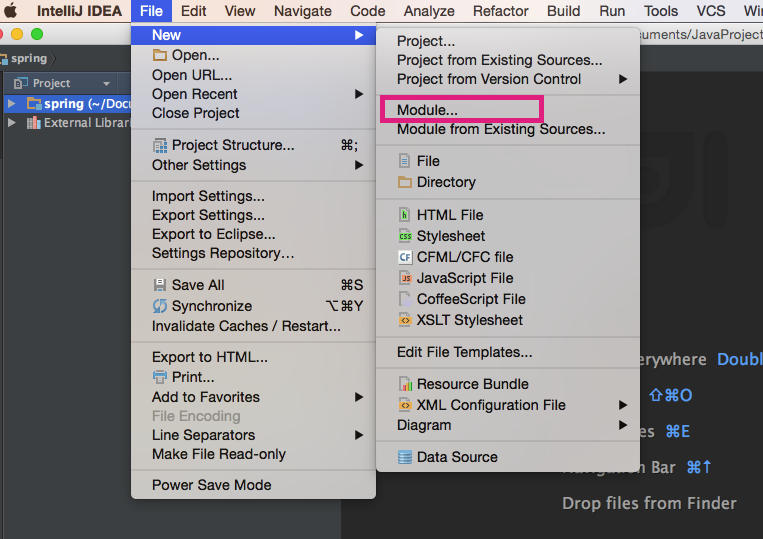 IntelliJ IDEA File Edit View Navigate Code Analyze Refactor Build Run Tools VCS
cuments/JavaProject
spring
Project
spring (~/Docu
External Librari
New
Open...
Open URL...
Open Recent
Close Project
Project Structure... ⌘;
Other Settings
Import Settings...
Export Settings...
Export to Eclipse...
Settings Repository…
Save All ⌘S
Synchronize ⌥⌘Y
Invalidate Caches / Restart...
Export to HTML...
Print...
Add to Favorites
File Encoding
Line Separators
Make File Read-only
Power Save Mode
Project...
Project from Existing Sources...
Project from Version Control
Module...
Module from Existing Sources...
File
Directory
HTML File
Stylesheet
CFML/CFC file
JavaScript File
CoffeeScript File
XSLT Stylesheet
Edit File Templates...
Resource Bundle
XML Configuration File
Diagram
Data Source
erywhere Doubl
⇧⌘O
es ⌘E
Navigation Bar ⌘↑
Drop files from Finder